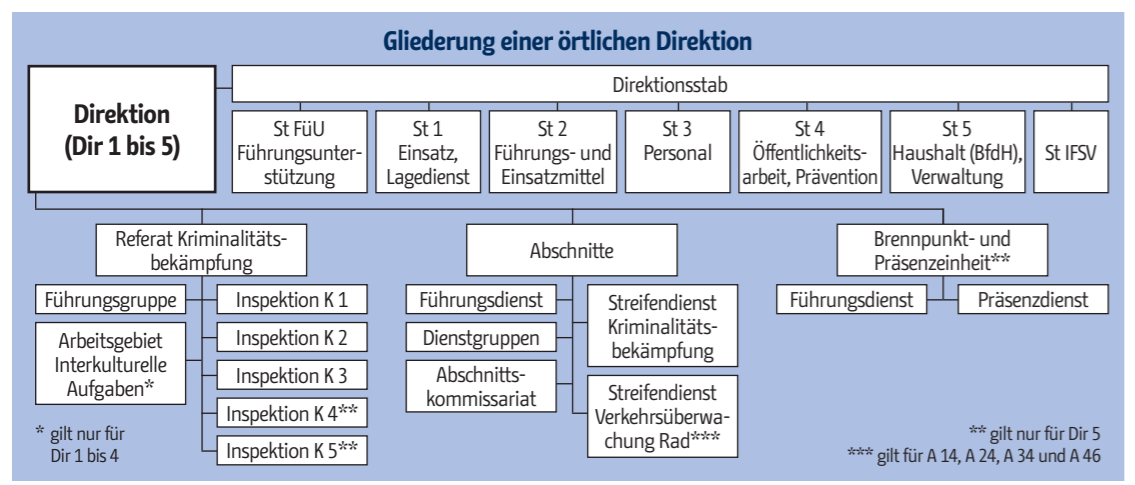 Gliederung einer örtlichen Direktion
Direktion
(Dir 1 bis 5)
Direktionsstab
St FüU
Führungsunter-
stützung
St 1
Einsatz,
Lagedienst
St 2
Führungs- und
Einsatzmittel
St 3
Personal
St 4
Öffentlichkeits-
arbeit, Prävention
St 5
Haushalt (BfdH),
Verwaltung
St IFSV
Referat Kriminalitäts-
bekämpfung
Führungsgruppe
Arbeitsgebiet
Interkulturelle
Aufgaben*
Inspektion K 1
Inspektion K 2
Inspektion K 3
Inspektion K 4**
Inspektion K 5**
Abschnitte
Führungsdienst
Dienstgruppen
Abschnitts-
kommissariat
Streifendienst
Kriminalitäts-
bekämpfung
Streifendienst
Verkehrsüberwa-
chung Rad***
Brennpunkt- und
Präsenzeinheit**
Führungsdienst
Präsenzdienst
* gilt nur für
Dir 1 bis 4
** gilt nur für Dir 5
*** gilt für A 14, A 24, A 34 und A 46